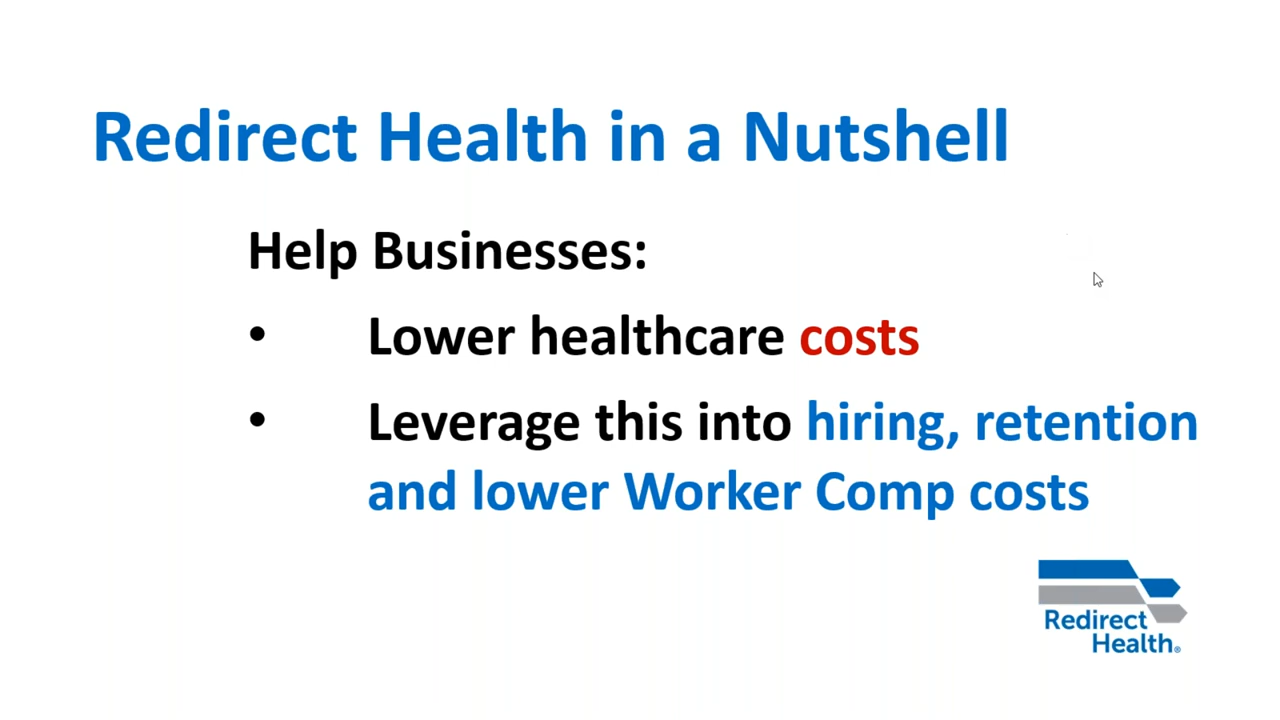 Redirect Health in a Nutshell
Help Businesses:
• Lower healthcare costs
• Leverage this into hiring, retention
and lower Worker Comp costs
Redirect
Health®